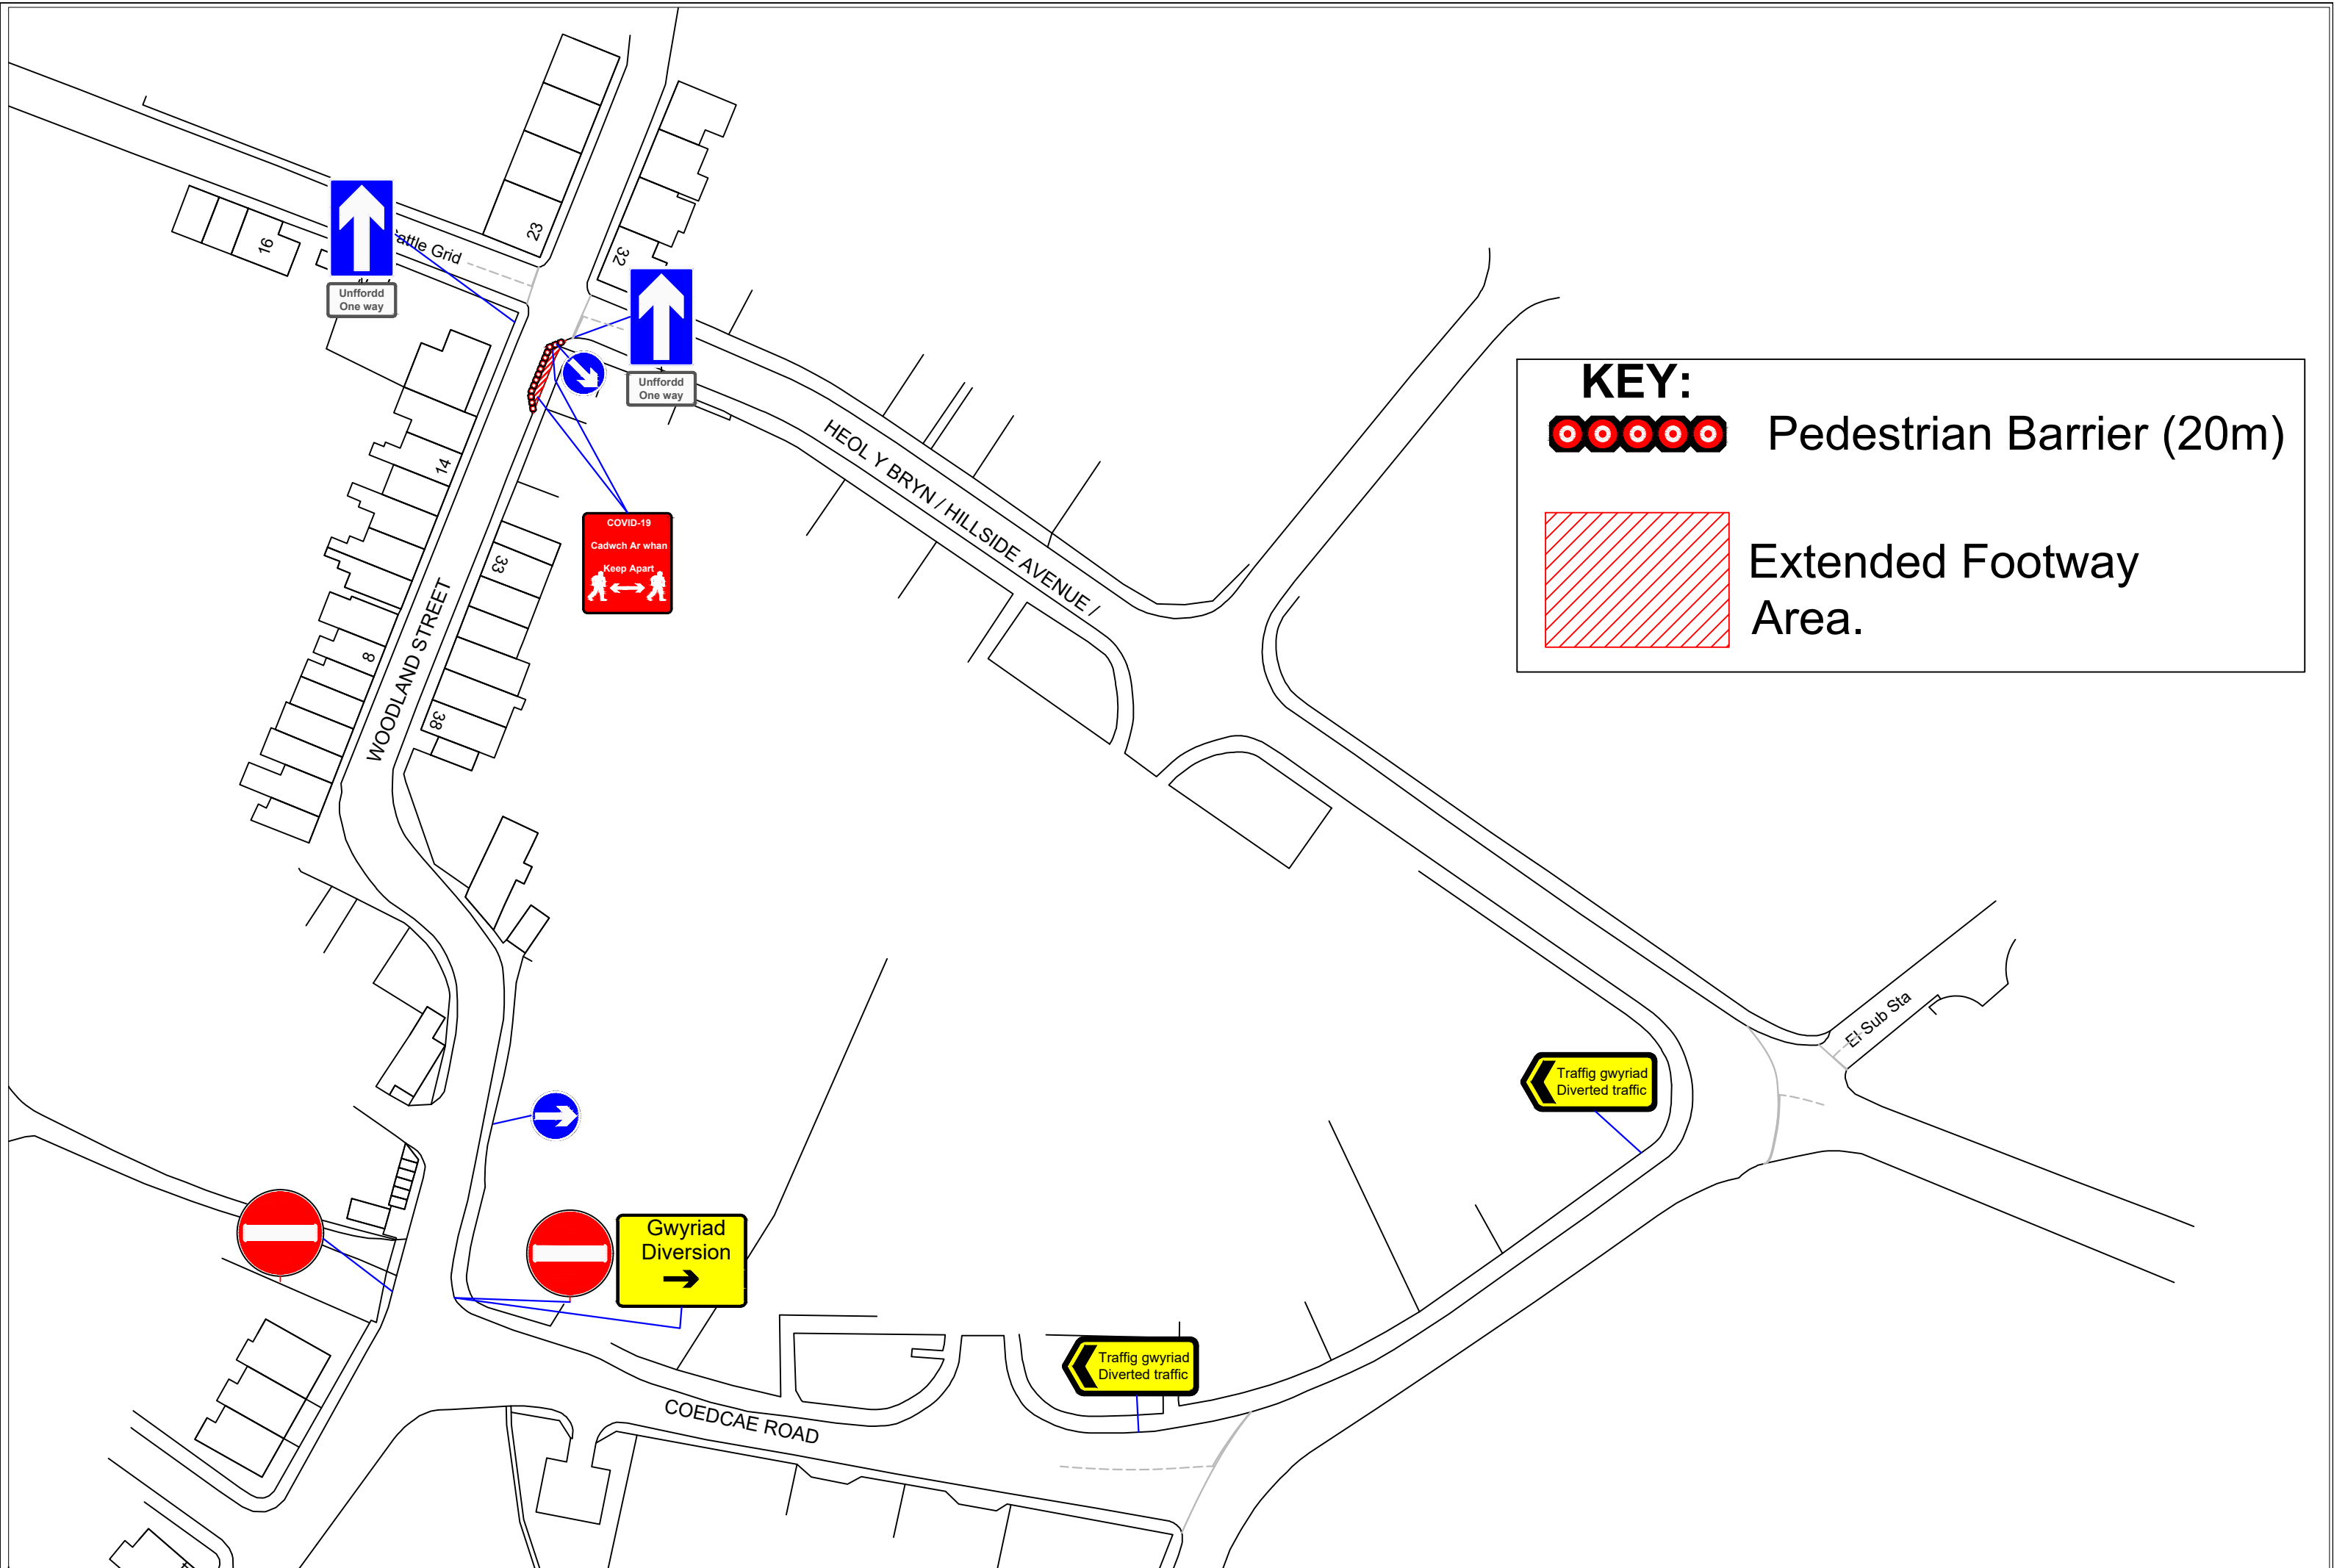 23
attle Grid
16
32
Unffordd
One way
Unffordd
One way
KEY:
Pedestrian Barrier (20m)
HEOL Y BRYN / HILLSIDE AVENUE /
14
COVID-19
Cadwch Ar whan
Keep Apart
Extended Footway
Area.
33
8
WOODLAND STREET
38
El Sub Sta
Traffig gwyriad
Diverted traffic
Gwyriad
Diversion
Traffig gwyriad
Diverted traffic
COEDCAE ROAD